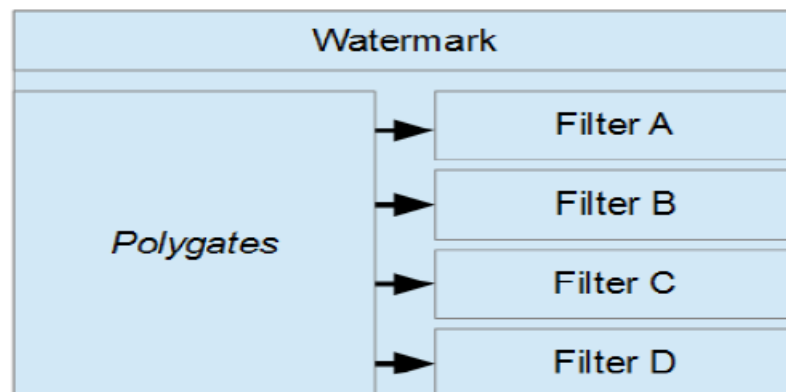 Watermark
Polygates
Filter A
Filter B
Filter C
Filter D